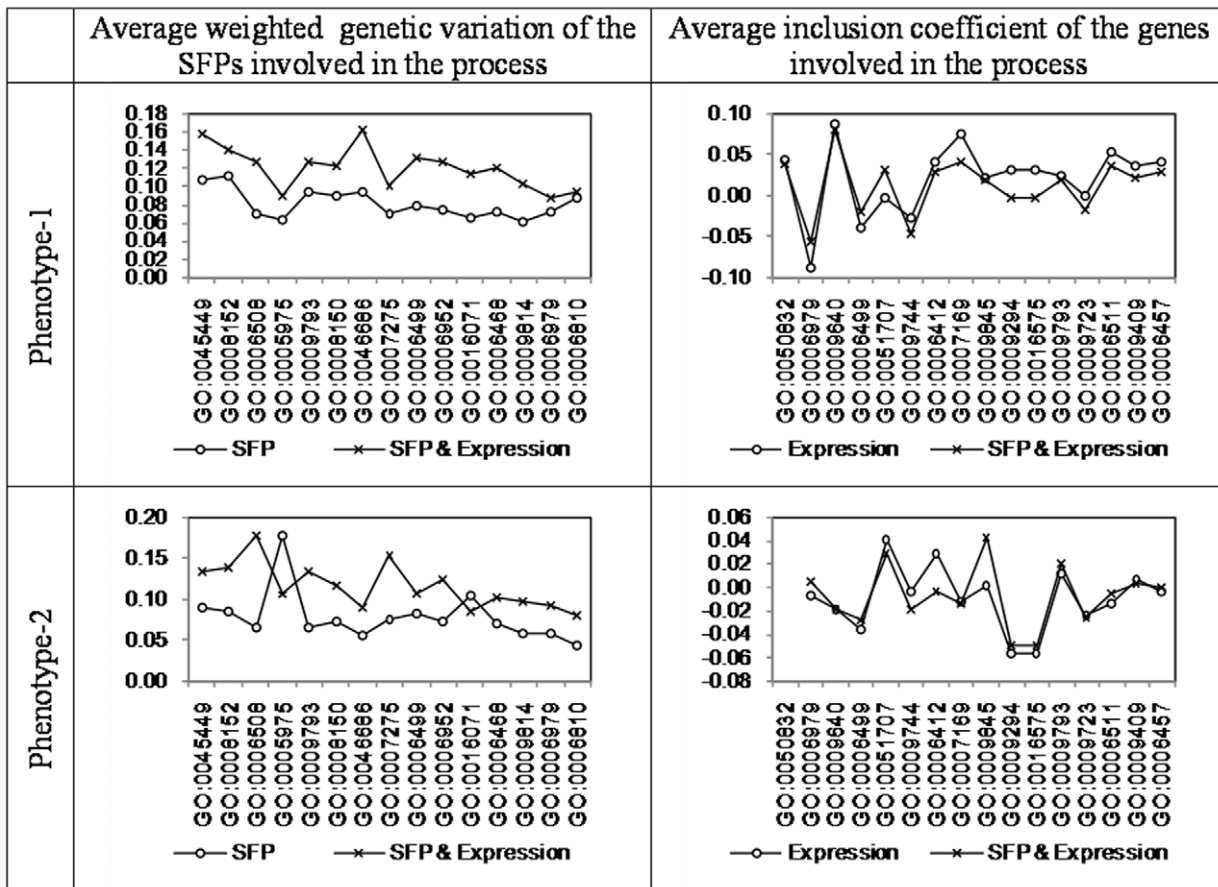 Average weighted genetic variation of the
SFPs involved in the process
Average inclusion coefficient of the genes
involved in the process
Phenotype-1
0.18
0.16
0.14
0.12
0.10
0.08
0.06
0.04
0.02
0.00
GO:0045449
GO:0008152
GO:0006508
GO:0005975
GO:0009793
GO:0008150
GO:0046686
GO:0007275
GO:0006499
GO:0006952
GO:0016071
GO:0006468
GO:0009814
GO:0006979
GO:0006810
SFP
SFP & Expression
0.10
0.05
0.00
-0.05
-0.10
GO:0050832
GO:0006979
GO:0009640
GO:0006499
GO:0051707
GO:0009744
GO:0006412
GO:0007169
GO:0009845
GO:0009294
GO:0016575
GO:0009793
GO:0009723
GO:0006511
GO:0009409
GO:0006457
Expression
SFP & Expression
Phenotype-2
0.20
0.15
0.10
0.05
0.00
GO:0045449
GO:0008152
GO:0006508
GO:0005975
GO:0009793
GO:0008150
GO:0046686
GO:0007275
GO:0006499
GO:0006952
GO:0016071
GO:0006468
GO:0009814
GO:0006979
GO:0006810
SFP
SFP & Expression
0.06
0.04
0.02
0.00
-0.02
-0.04
-0.06
-0.08
GO:0050832
GO:0006979
GO:0009640
GO:0006499
GO:0051707
GO:0009744
GO:0006412
GO:0007169
GO:0009845
GO:0009294
GO:0016575
GO:0009793
GO:0009723
GO:0006511
GO:0009409
GO:0006457
Expression
SFP & Expression